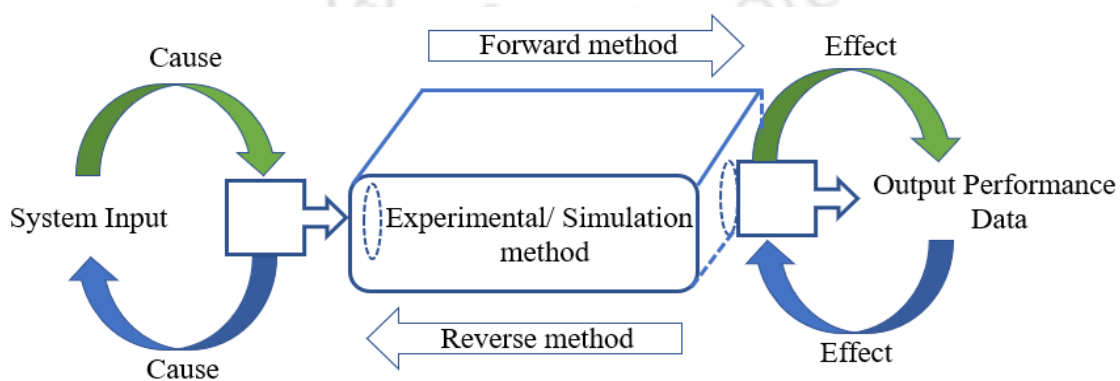 Forward method
Effect
Cause
System Input
Experimental/ Simulation
method
Output Performance
Data
Reverse method
Cause
Effect